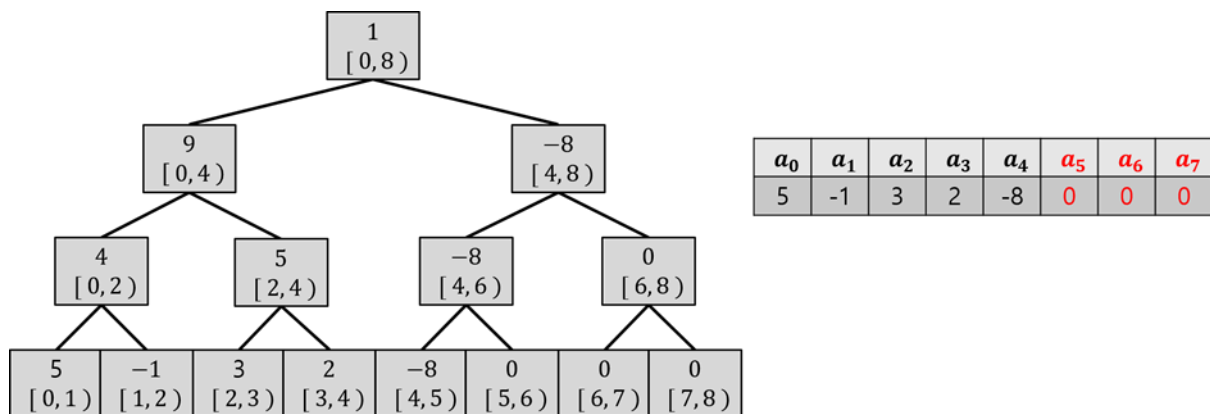 1
[ 0, 8 )
9
[ 0, 4 )
−8
[ 4, 8 )
4
[ 0, 2 )
5
[ 2, 4 )
−8
[ 4, 6 )
0
[ 6, 8 )
5
[ 0, 1 )
−1
[ 1, 2 )
3
[ 2, 3 )
2
[ 3, 4 )
−8
[ 4, 5 )
0
[ 5, 6 )
0
[ 6, 7 )
0
[ 7, 8 )
a₀ a₁ a₂ a₃ a₄ a₅ a₆ a₇
5 -1 3 2 -8 0 0 0